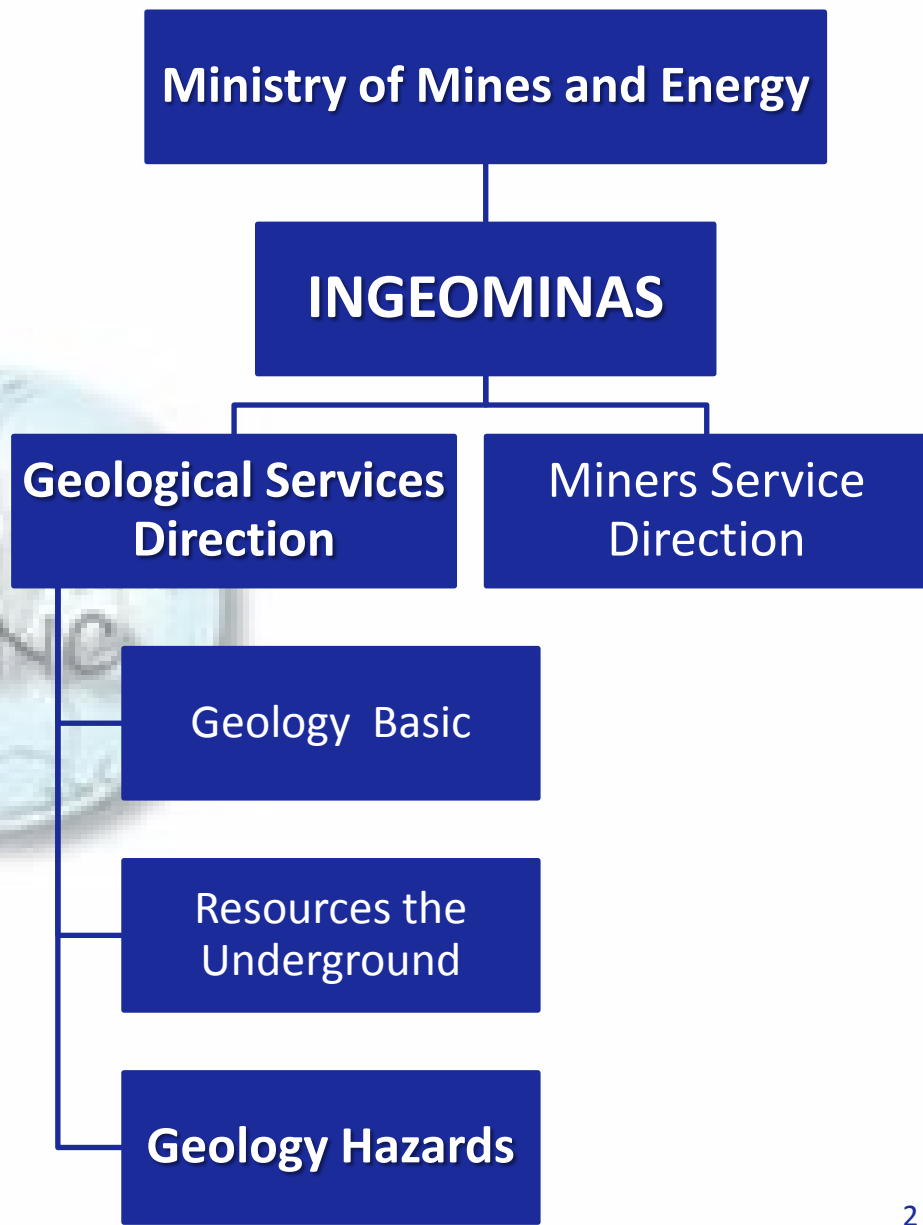 Ministry of Mines and Energy
INGEOMINAS
Geological Services
Direction
Miners Service
Direction
Geology Basic
Resources the
Underground
Geology Hazards
2